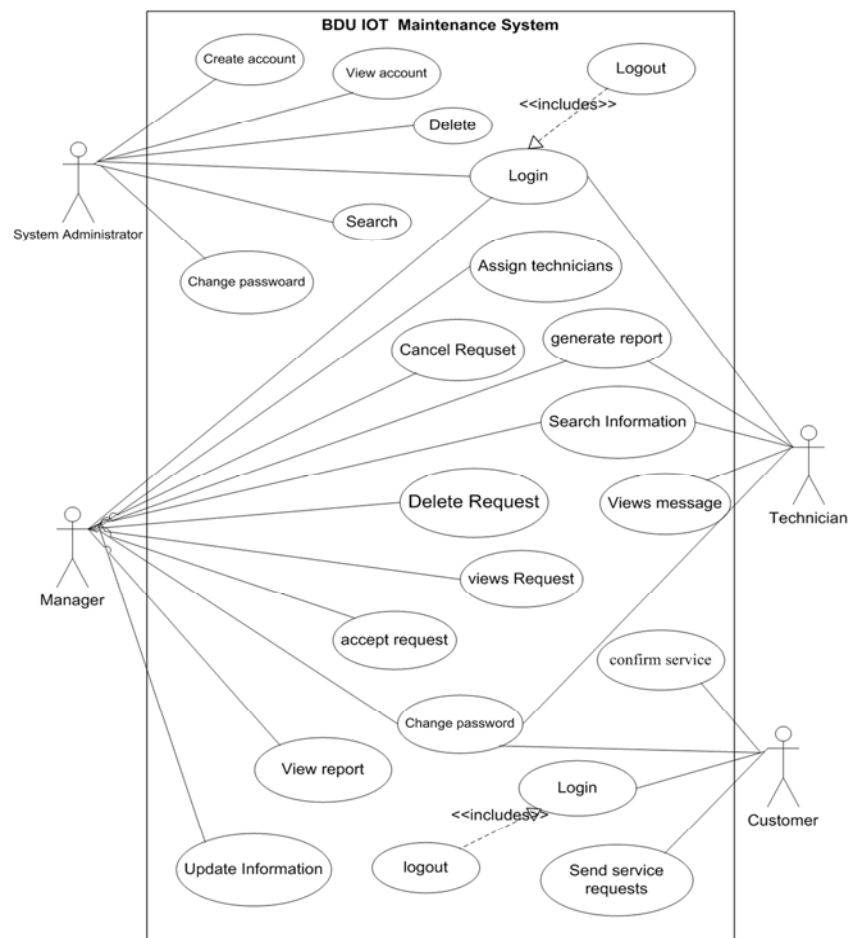 BDU IOT Maintenance System
Create account
View account
Logout
<<includes>>
Delete
Login
System Administrator
Search
Change passwoard
Assign technicians
Cancel Requset
generate report
Search Information
Delete Request
Views message
Technician
Manager
views Request
accept request
confirm service
Change password
View report
Login
<<includes>>
Customer
Update Information
logout
Send service
requests